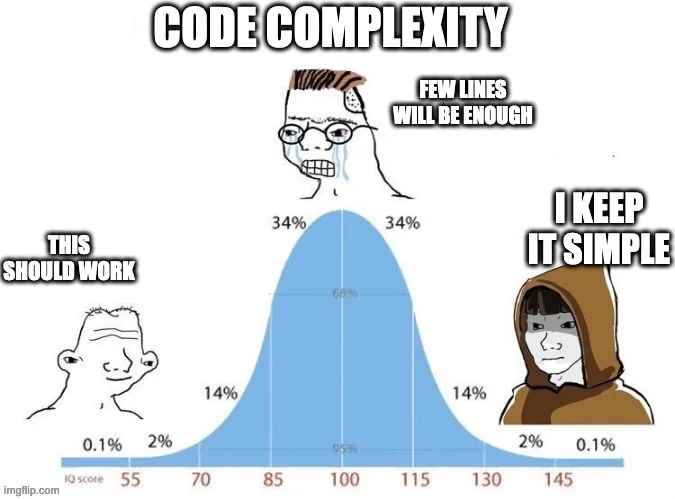 CODE COMPLEXITY
FEW LINES
WILL BE ENOUGH
I KEEP
IT SIMPLE
THIS
SHOULD WORK
34% 34%
68%
14% 14%
95%
0.1% 2% 2% 0.1%
IQ score 55 70 85 100 115 130 145
imgflip.com